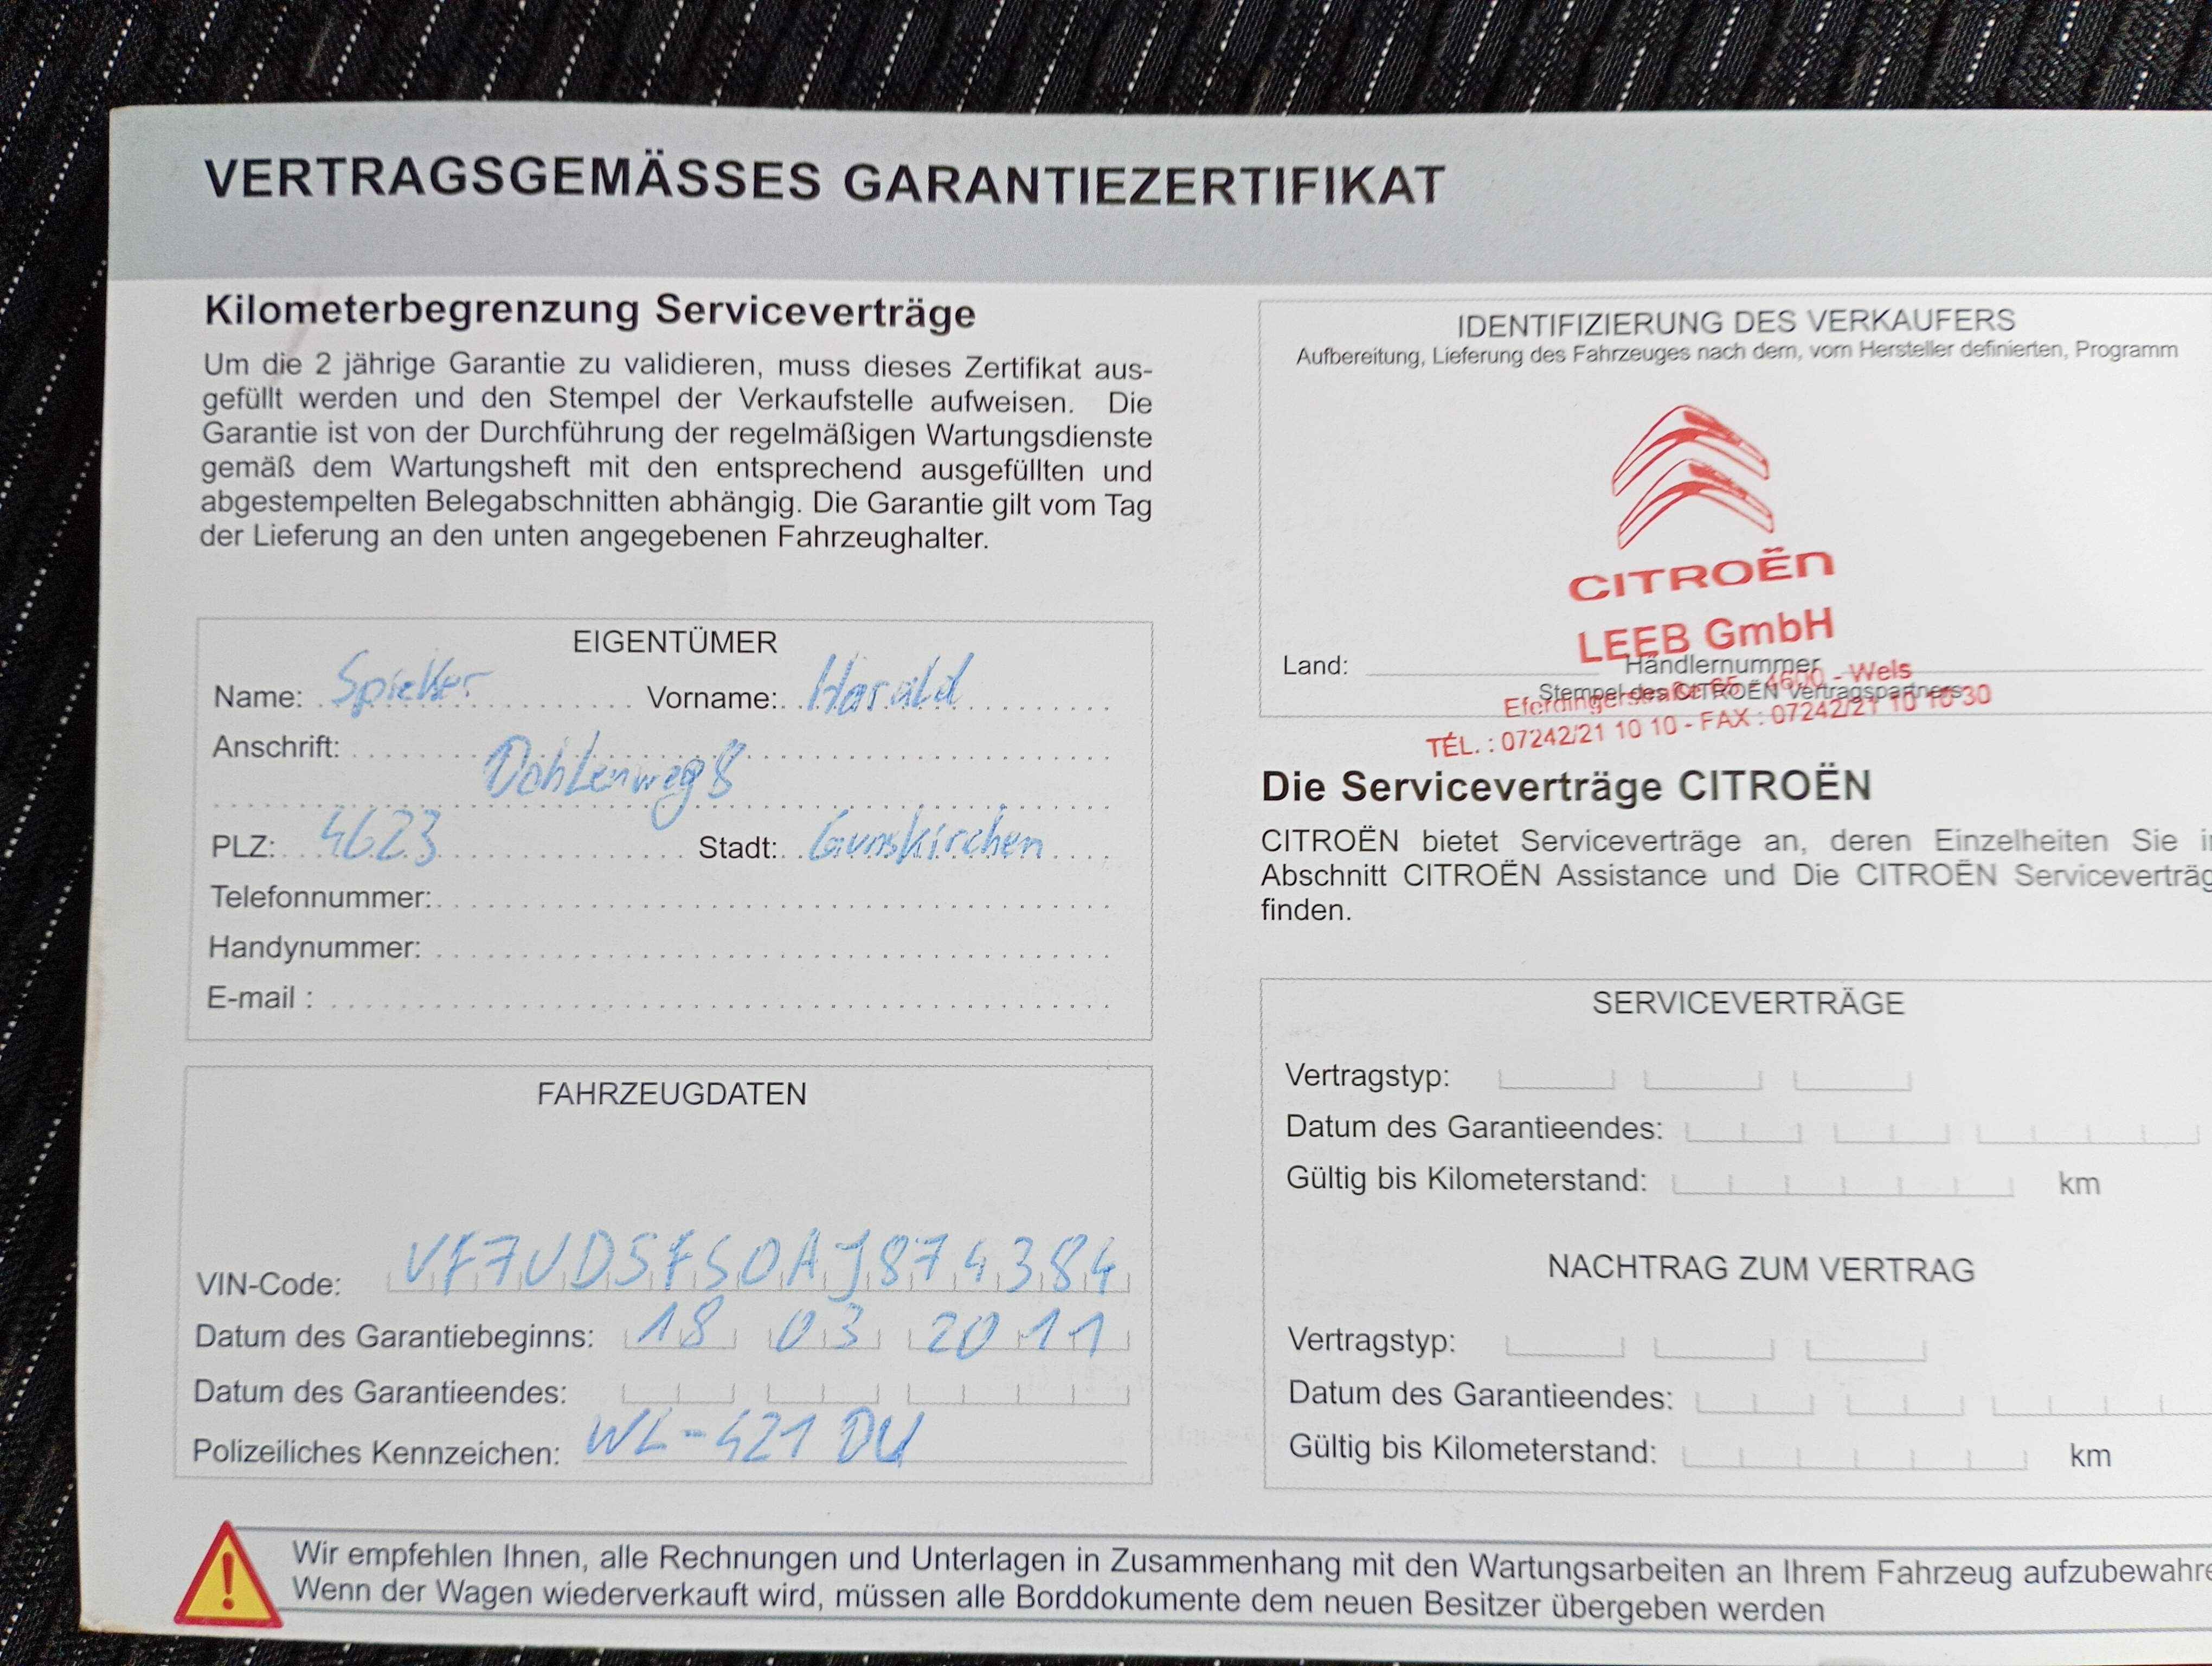 VERTRAGSGEMÄSSES GARANTIEZERTIFIKAT
Kilometerbegrenzung Serviceverträge
Um die 2 jährige Garantie zu validieren, muss dieses Zertifikat aus-
gefüllt werden und den Stempel der Verkaufstelle aufweisen. Die
Garantie ist von der Durchführung der regelmäßigen Wartungsdienste
gemäß dem Wartungsheft mit den entsprechend ausgefüllten und
abgestempelten Belegabschnitten abhängig. Die Garantie gilt vom Tag
der Lieferung an den unten angegebenen Fahrzeughalter.
EIGENTÜMER
Name: Vorname: Harald
Anschrift:
Dohlenweg 8
PLZ: 4623 Stadt: Gunskirchen
Telefonnummer:
Handynummer:
E-mail :
FAHRZEUGDATEN
VIN-Code: VF7UD5FS0AJ874384
Datum des Garantiebeginns: 18 03 2011
Datum des Garantieendes:
Polizeiliches Kennzeichen: WL-421 DU
IDENTIFIZIERUNG DES VERKAUFERS
Aufbereitung, Lieferung des Fahrzeuges nach dem, vom Hersteller definierten, Programm
CITROËN
LEEB GmbH
Land: Händlernummer
Stempel des CITROËN Vertragspartners
Eferdingerstraße - 4600 - Wels
TÉL. : 07242/21 10 10 - FAX : 07242/21 10 10-30
Die Serviceverträge CITROËN
CITROËN bietet Serviceverträge an, deren Einzelheiten Sie
Abschnitt CITROËN Assistance und Die CITROËN Serviceverträg
finden.
SERVICEVERTRÄGE
Vertragstyp:
Datum des Garantieendes:
Gültig bis Kilometerstand: km
NACHTRAG ZUM VERTRAG
Vertragstyp:
Datum des Garantieendes:
Gültig bis Kilometerstand: km
Wir empfehlen Ihnen, alle Rechnungen und Unterlagen in Zusammenhang mit den Wartungsarbeiten an Ihrem Fahrzeug aufzubewahre
Wenn der Wagen wiederverkauft wird, müssen alle Borddokumente dem neuen Besitzer übergeben werden